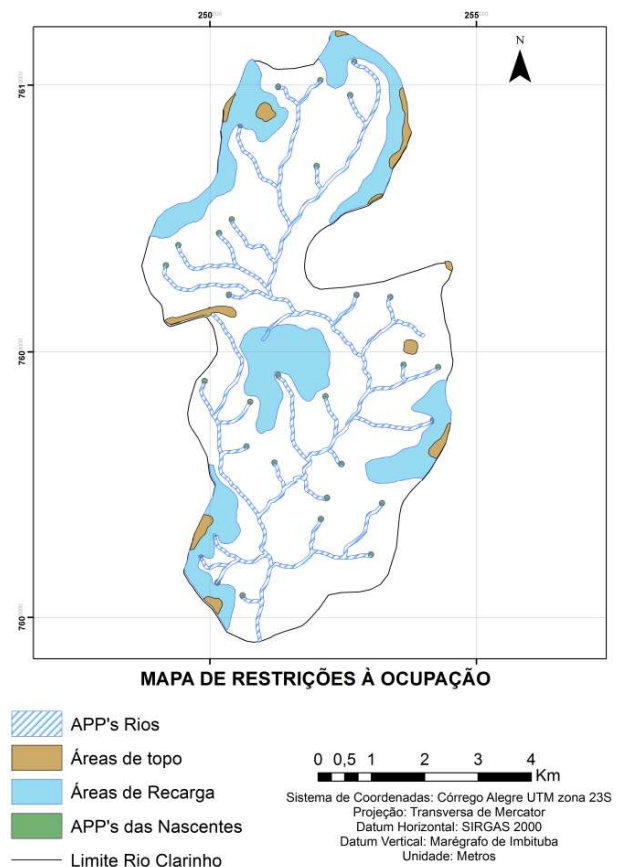 250000
255000
N
761
760
760
MAPA DE RESTRIÇÕES À OCUPAÇÃO
APP's Rios
Áreas de topo
Áreas de Recarga
APP's das Nascentes
Limite Rio Clarinho
0 0,5 1 2 3 4
Km
Sistema de Coordenadas: Córrego Alegre UTM zona 23S
Projeção: Transversa de Mercator
Datum Horizontal: SIRGAS 2000
Datum Vertical: Marégrafo de Imbituba
Unidade: Metros